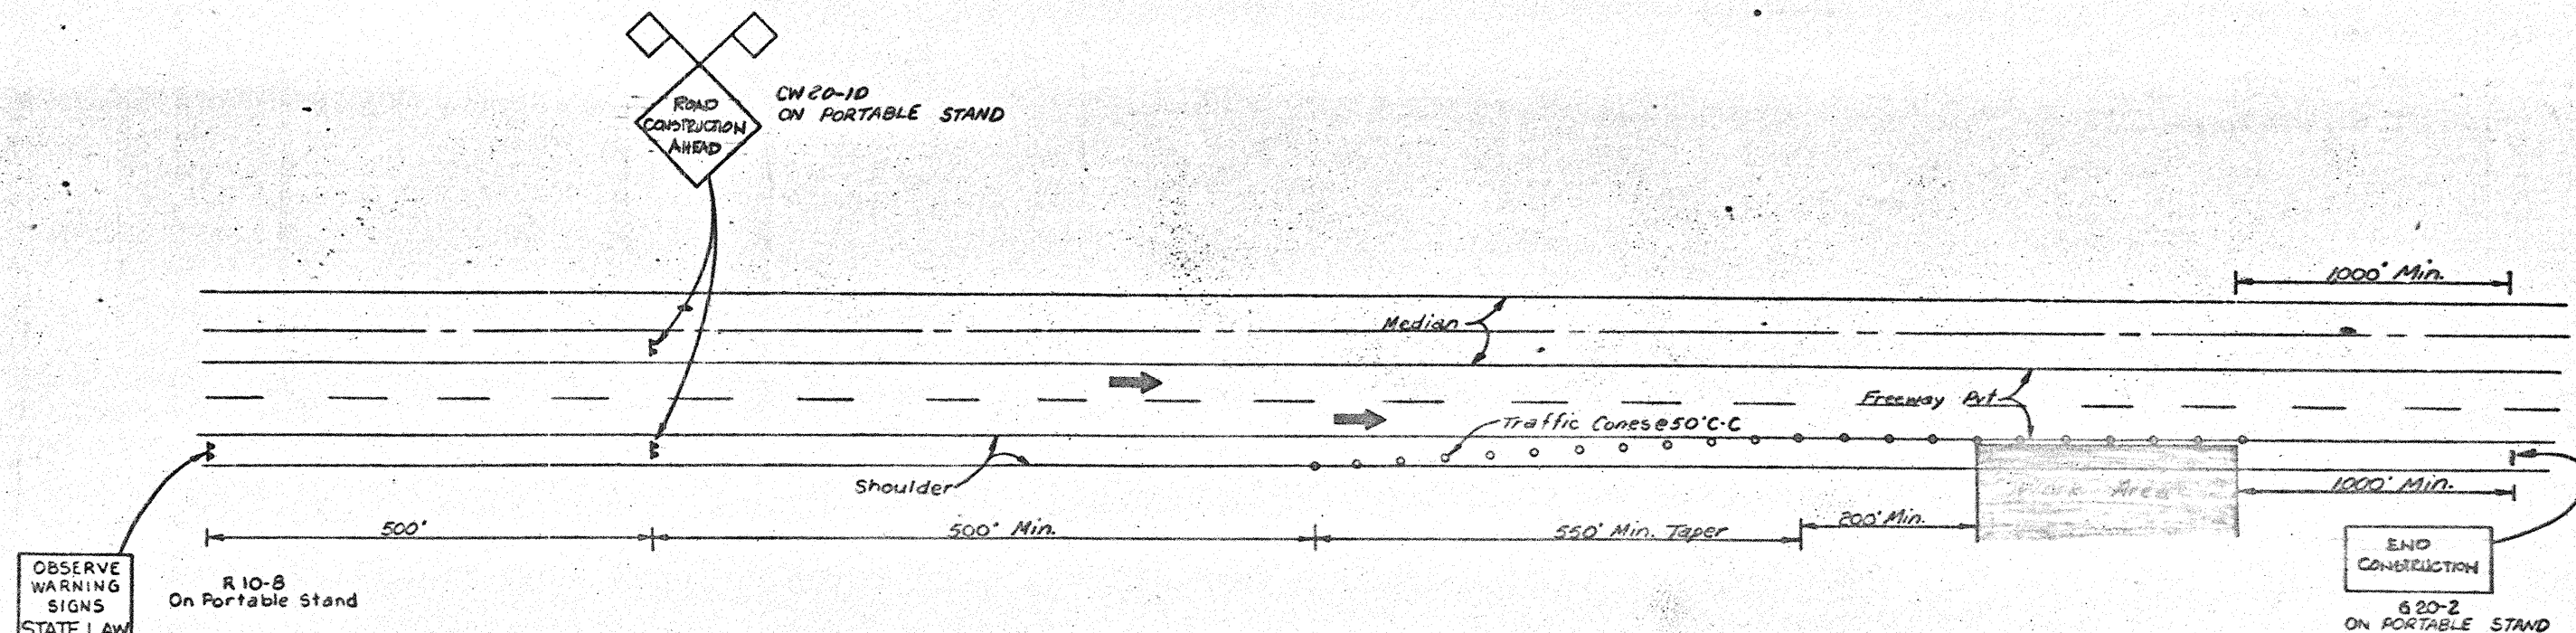 ROAD
CONSTRUCTION
AHEAD
CW20-1D
ON PORTABLE STAND
1000' Min.
Median
Freeway Pvt
Traffic Cones@50'C-C
Shoulder
Work Area
1000' Min.
500'
500' Min.
550' Min. Taper
200' Min.
OBSERVE
WARNING
SIGNS
STATE LAW
R10-8
On Portable Stand
END
CONSTRUCTION
G20-2
ON PORTABLE STAND